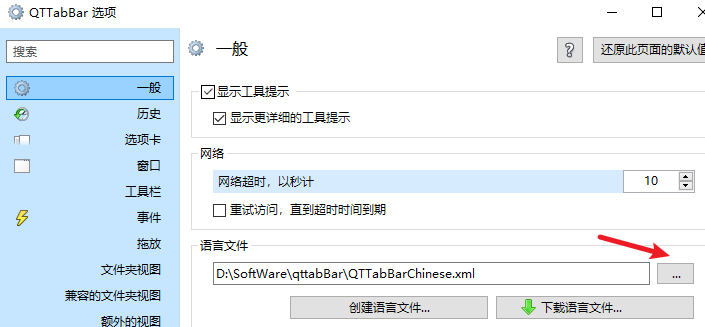 QTTabBar 选项
搜索
一般
历史
选项卡
窗口
工具栏
事件
拖放
文件夹视图
兼容的文件夹视图
额外的视图
一般
?
还原此页面的默认值
显示工具提示
显示更详细的工具提示
网络
网络超时，以秒计
10
重试访问，直到超时时间到期
语言文件
D:\SoftWare\qttabBar\QTTabBarChinese.xml
...
创建语言文件...
下载语言文件...